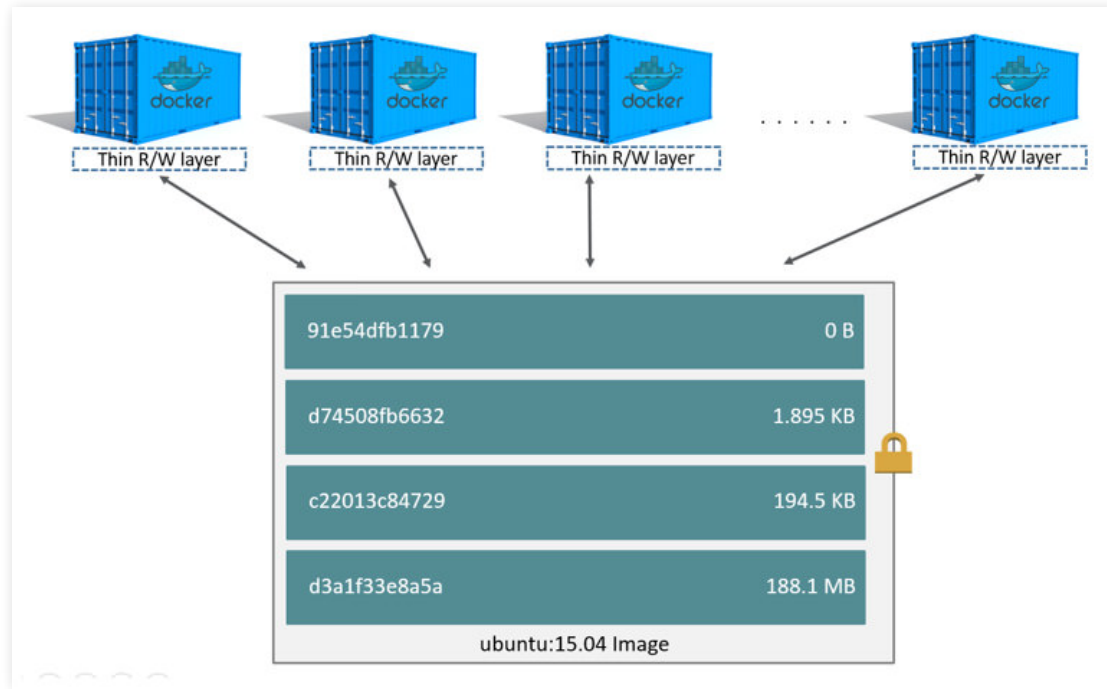 docker
docker
docker
docker
Thin R/W layer
Thin R/W layer
Thin R/W layer
Thin R/W layer
91e54dfb1179 0 B
d74508fb6632 1.895 KB
c22013c84729 194.5 KB
d3a1f33e8a5a 188.1 MB
ubuntu:15.04 Image